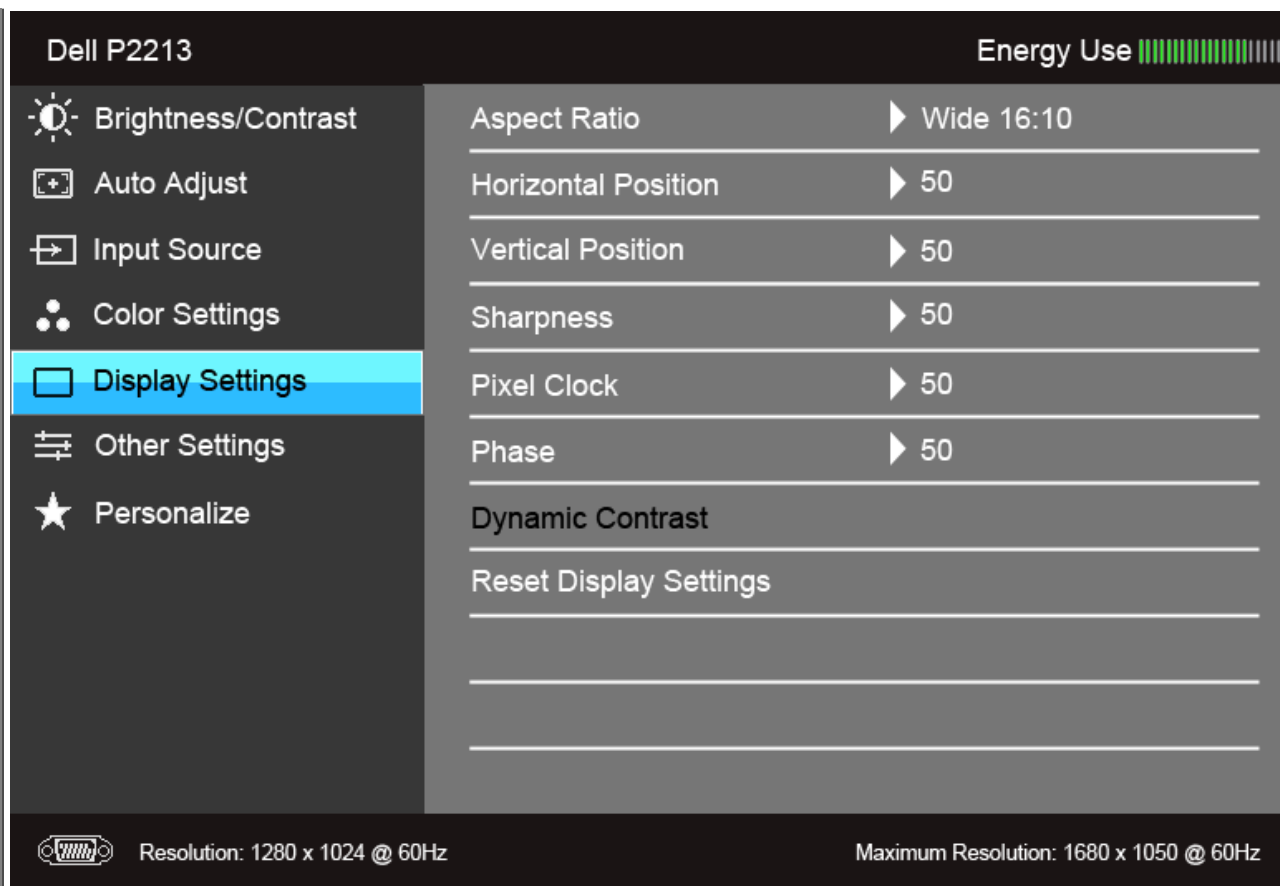 Dell P2213
Energy Use
Brightness/Contrast
Auto Adjust
Input Source
Color Settings
Display Settings
Other Settings
Personalize
Aspect Ratio Wide 16:10
Horizontal Position 50
Vertical Position 50
Sharpness 50
Pixel Clock 50
Phase 50
Dynamic Contrast
Reset Display Settings
Resolution: 1280 x 1024 @ 60Hz
Maximum Resolution: 1680 x 1050 @ 60Hz